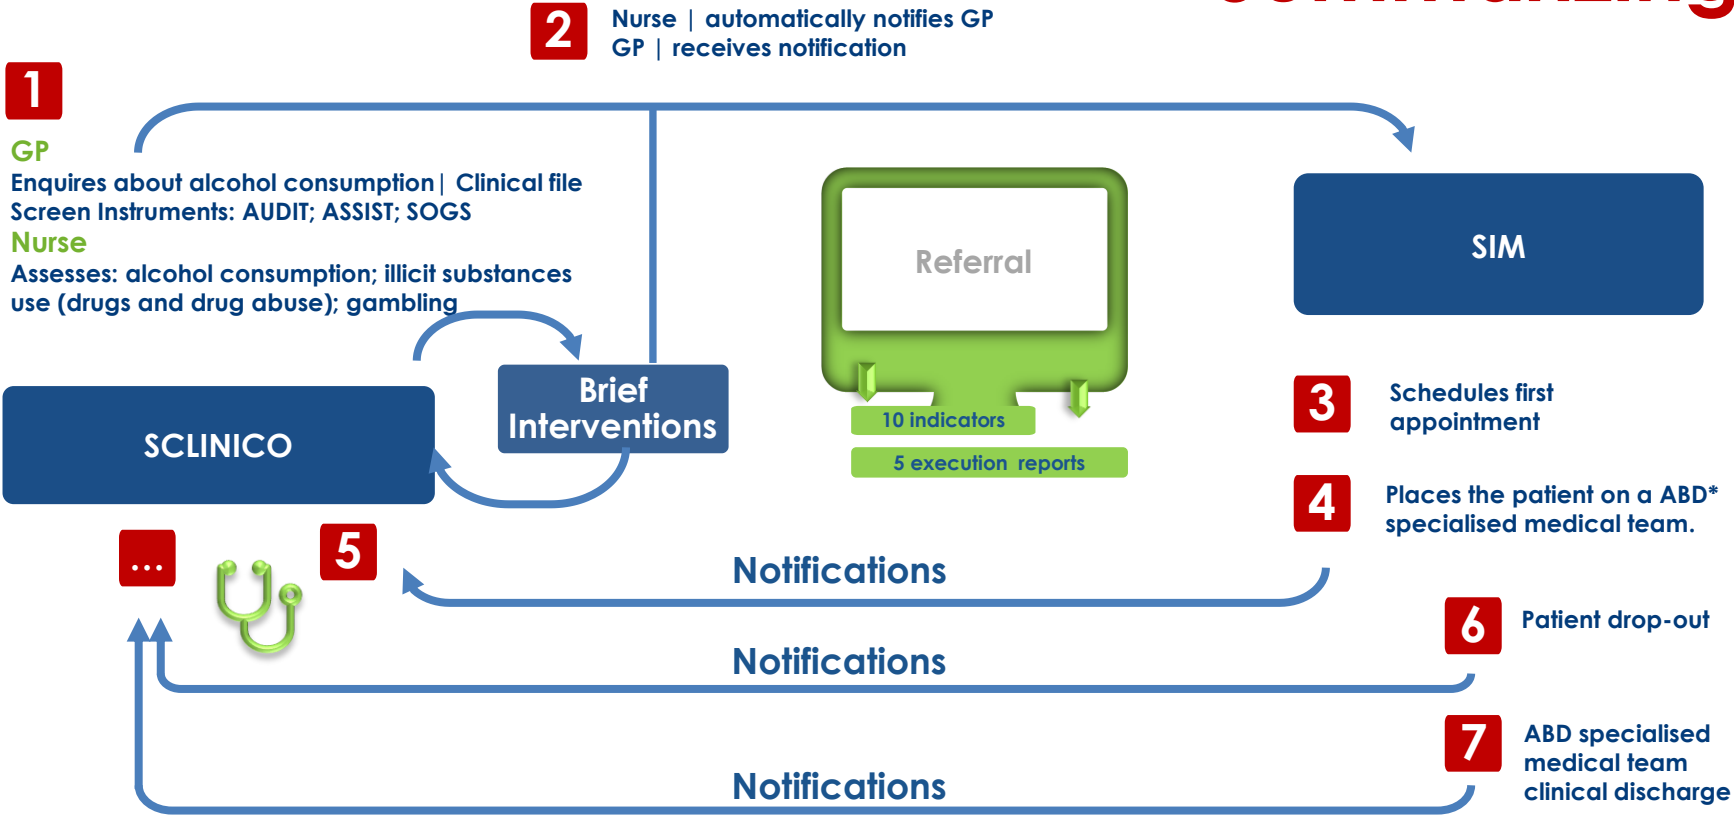 2
Nurse | automatically notifies GP
GP | receives notification
1
GP
Enquires about alcohol consumption| Clinical file
Screen Instruments: AUDIT; ASSIST; SOGS
Nurse
Assesses: alcohol consumption; illicit substances
use (drugs and drug abuse); gambling
Referral
SIM
Brief
Interventions
SCLINICO
10 indicators
5 execution reports
3
Schedules first
appointment
4
Places the patient on a ABD*
specialised medical team.
...
5
Notifications
6
Patient drop-out
Notifications
7
ABD specialised
medical team
clinical discharge
Notifications